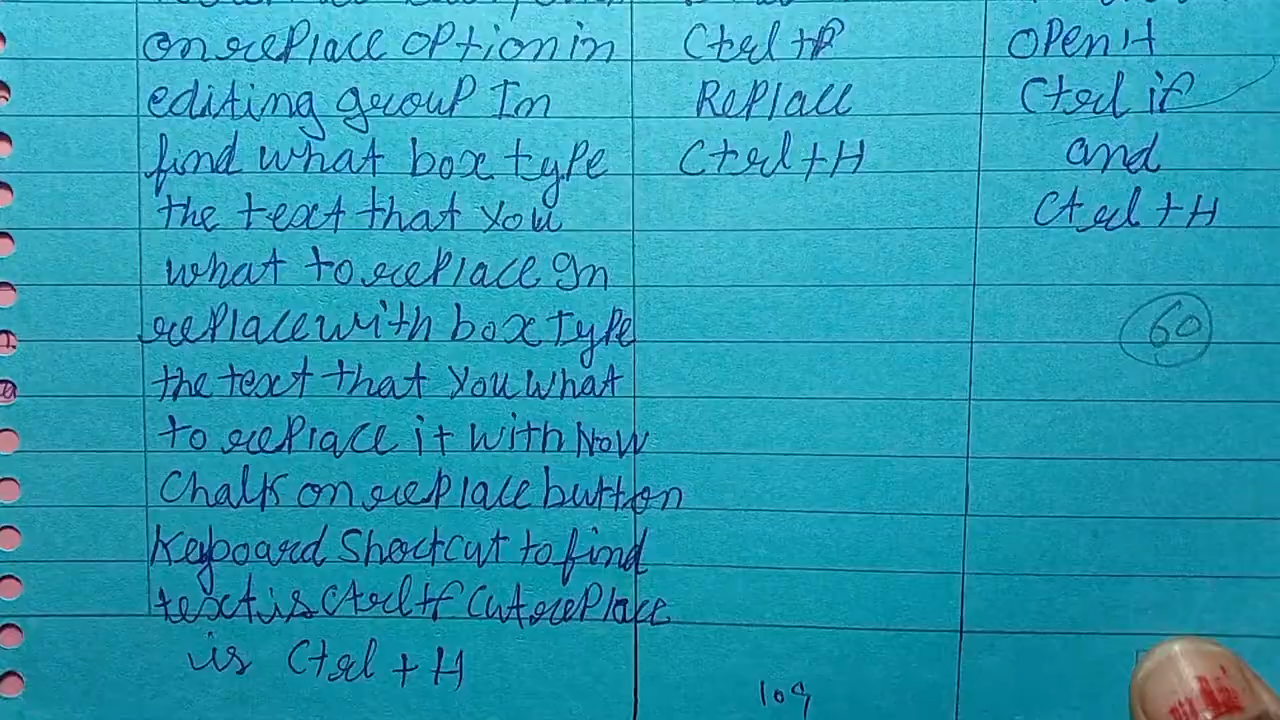 on replace option in
editing group In
find what box type
the text that you
what to replace In
replace with box type
the text that you what
to replace it with Now
Chalk on replace button
Keyboard Shortcut to find
text is Ctrl+f Cut replace
is Ctrl + H
Ctrl+P
Replace
Ctrl+H
109
open it
Ctrl if
and
Ctrl + H
60